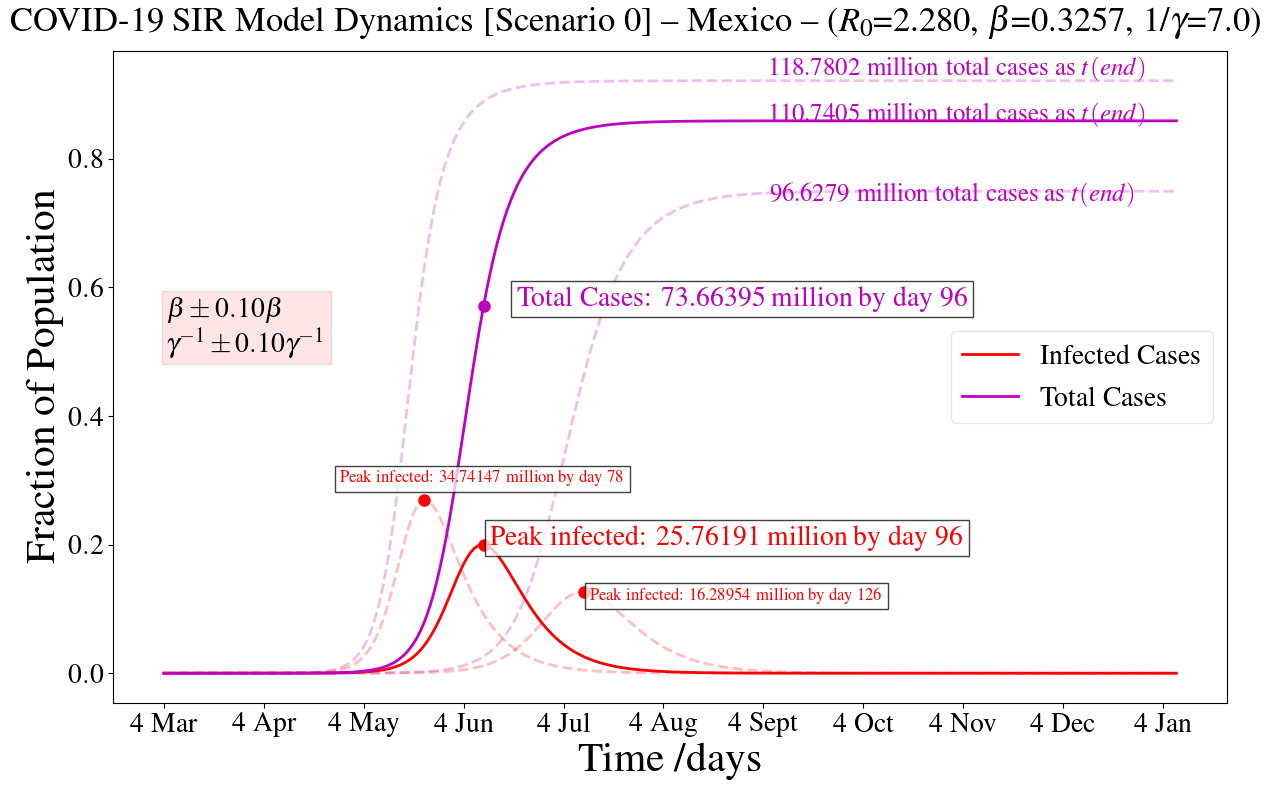 COVID-19 SIR Model Dynamics [Scenario 0] – Mexico – (R₀=2.280, β=0.3257, 1/γ=7.0)
118.7802 million total cases as t(end)
110.7405 million total cases as t(end)
96.6279 million total cases as t(end)
Total Cases: 73.66395 million by day 96
β ± 0.10β
γ⁻¹ ± 0.10γ⁻¹
Infected Cases
Total Cases
Peak infected: 34.74147 million by day 78
Peak infected: 25.76191 million by day 96
Peak infected: 16.28954 million by day 126
Fraction of Population
0.8
0.6
0.4
0.2
0.0
4 Mar 4 Apr 4 May 4 Jun 4 Jul 4 Aug 4 Sept 4 Oct 4 Nov 4 Dec 4 Jan
Time /days